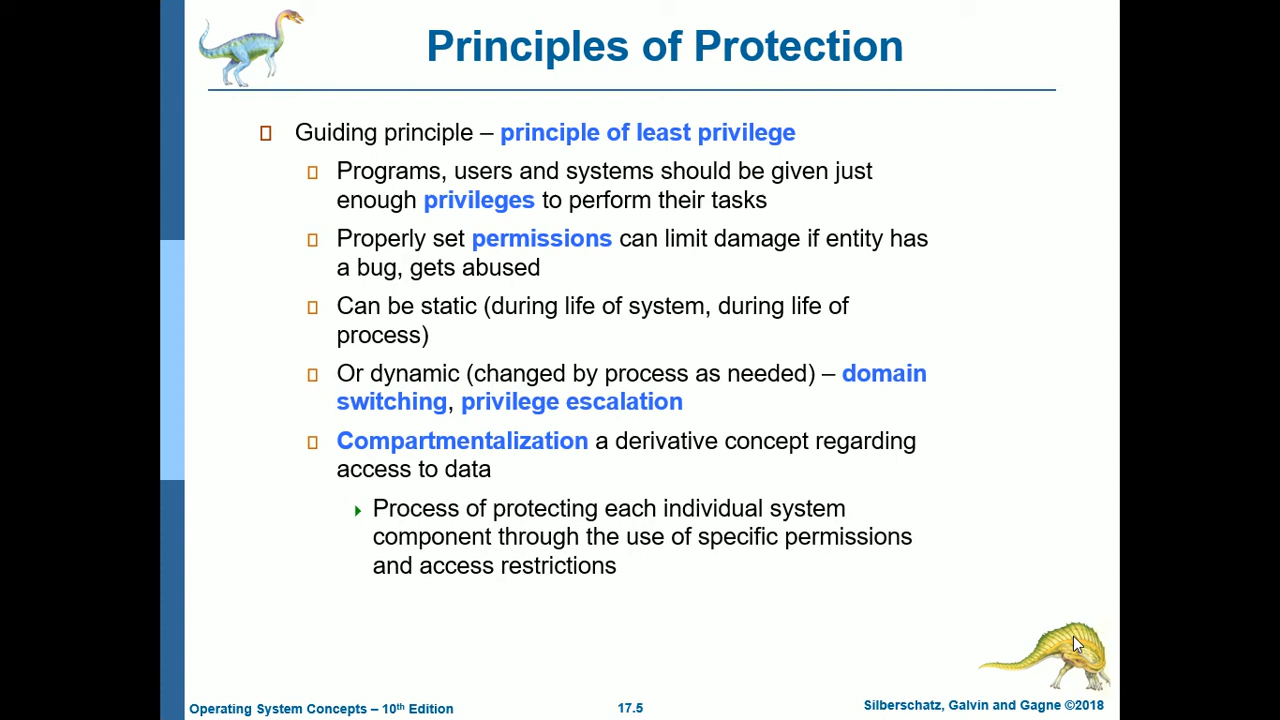 Principles of Protection
Guiding principle – principle of least privilege
Programs, users and systems should be given just
enough privileges to perform their tasks
Properly set permissions can limit damage if entity has
a bug, gets abused
Can be static (during life of system, during life of
process)
Or dynamic (changed by process as needed) – domain
switching, privilege escalation
Compartmentalization a derivative concept regarding
access to data
Process of protecting each individual system
component through the use of specific permissions
and access restrictions
Operating System Concepts – 10th Edition
17.5
Silberschatz, Galvin and Gagne ©2018